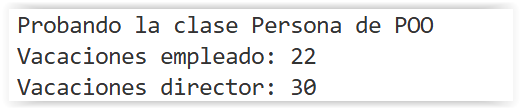 Probando la clase Persona de POO
Vacaciones empleado: 22
Vacaciones director: 30